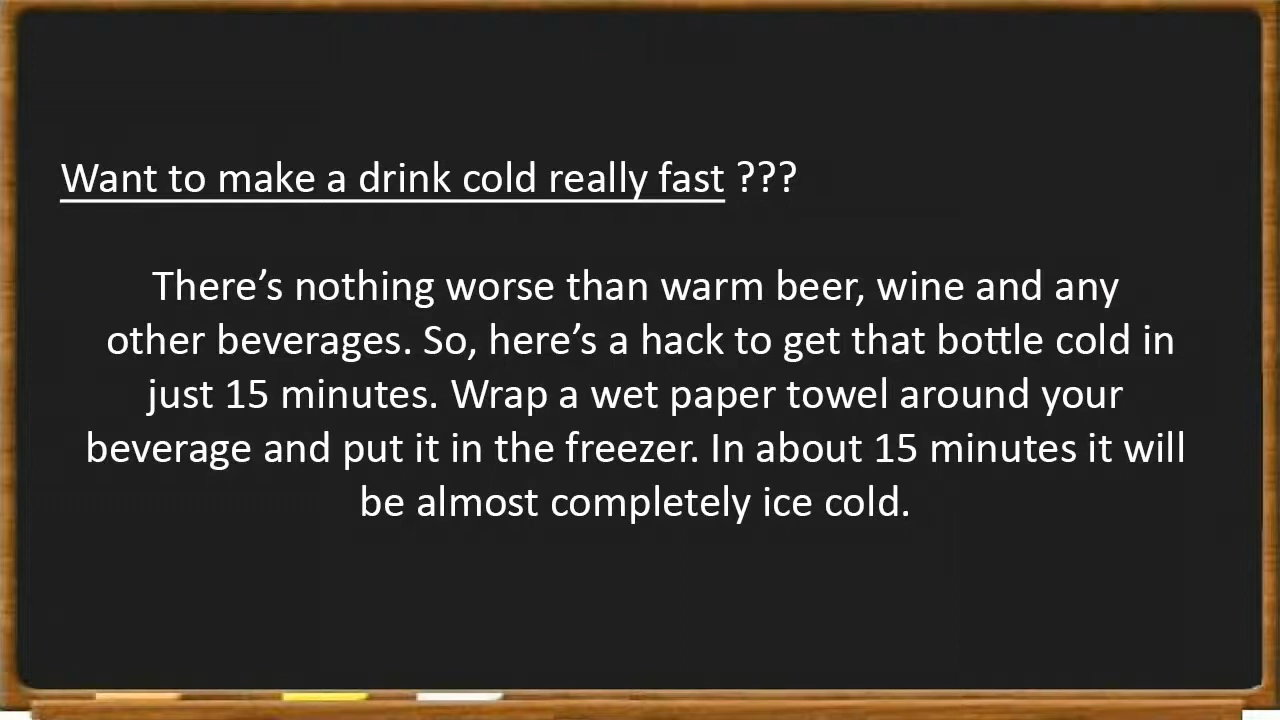 Want to make a drink cold really fast ???
There’s nothing worse than warm beer, wine and any
other beverages. So, here’s a hack to get that bottle cold in
just 15 minutes. Wrap a wet paper towel around your
beverage and put it in the freezer. In about 15 minutes it will
be almost completely ice cold.